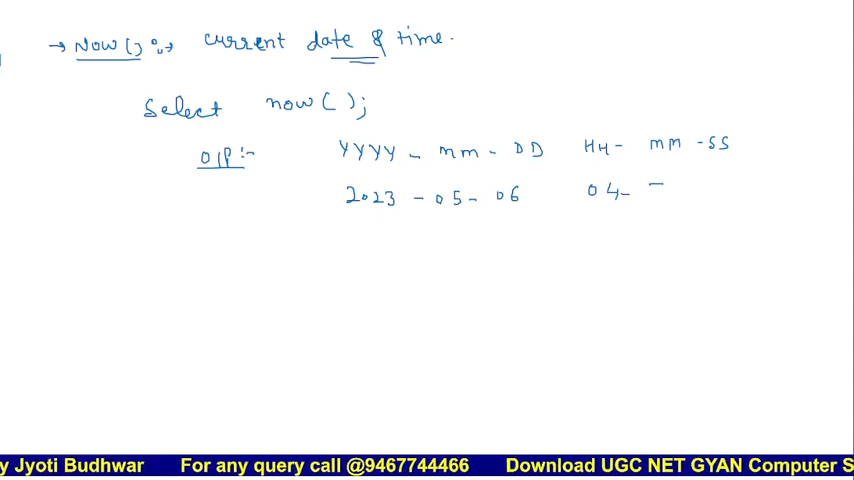 → Now() :→ current date & time.
Select now();
O/P :- YYYY - MM - DD HH - MM - SS
2023 - 05 - 06 04 - -
y Jyoti Budhwar For any query call @9467744466 Download UGC NET GYAN Computer S